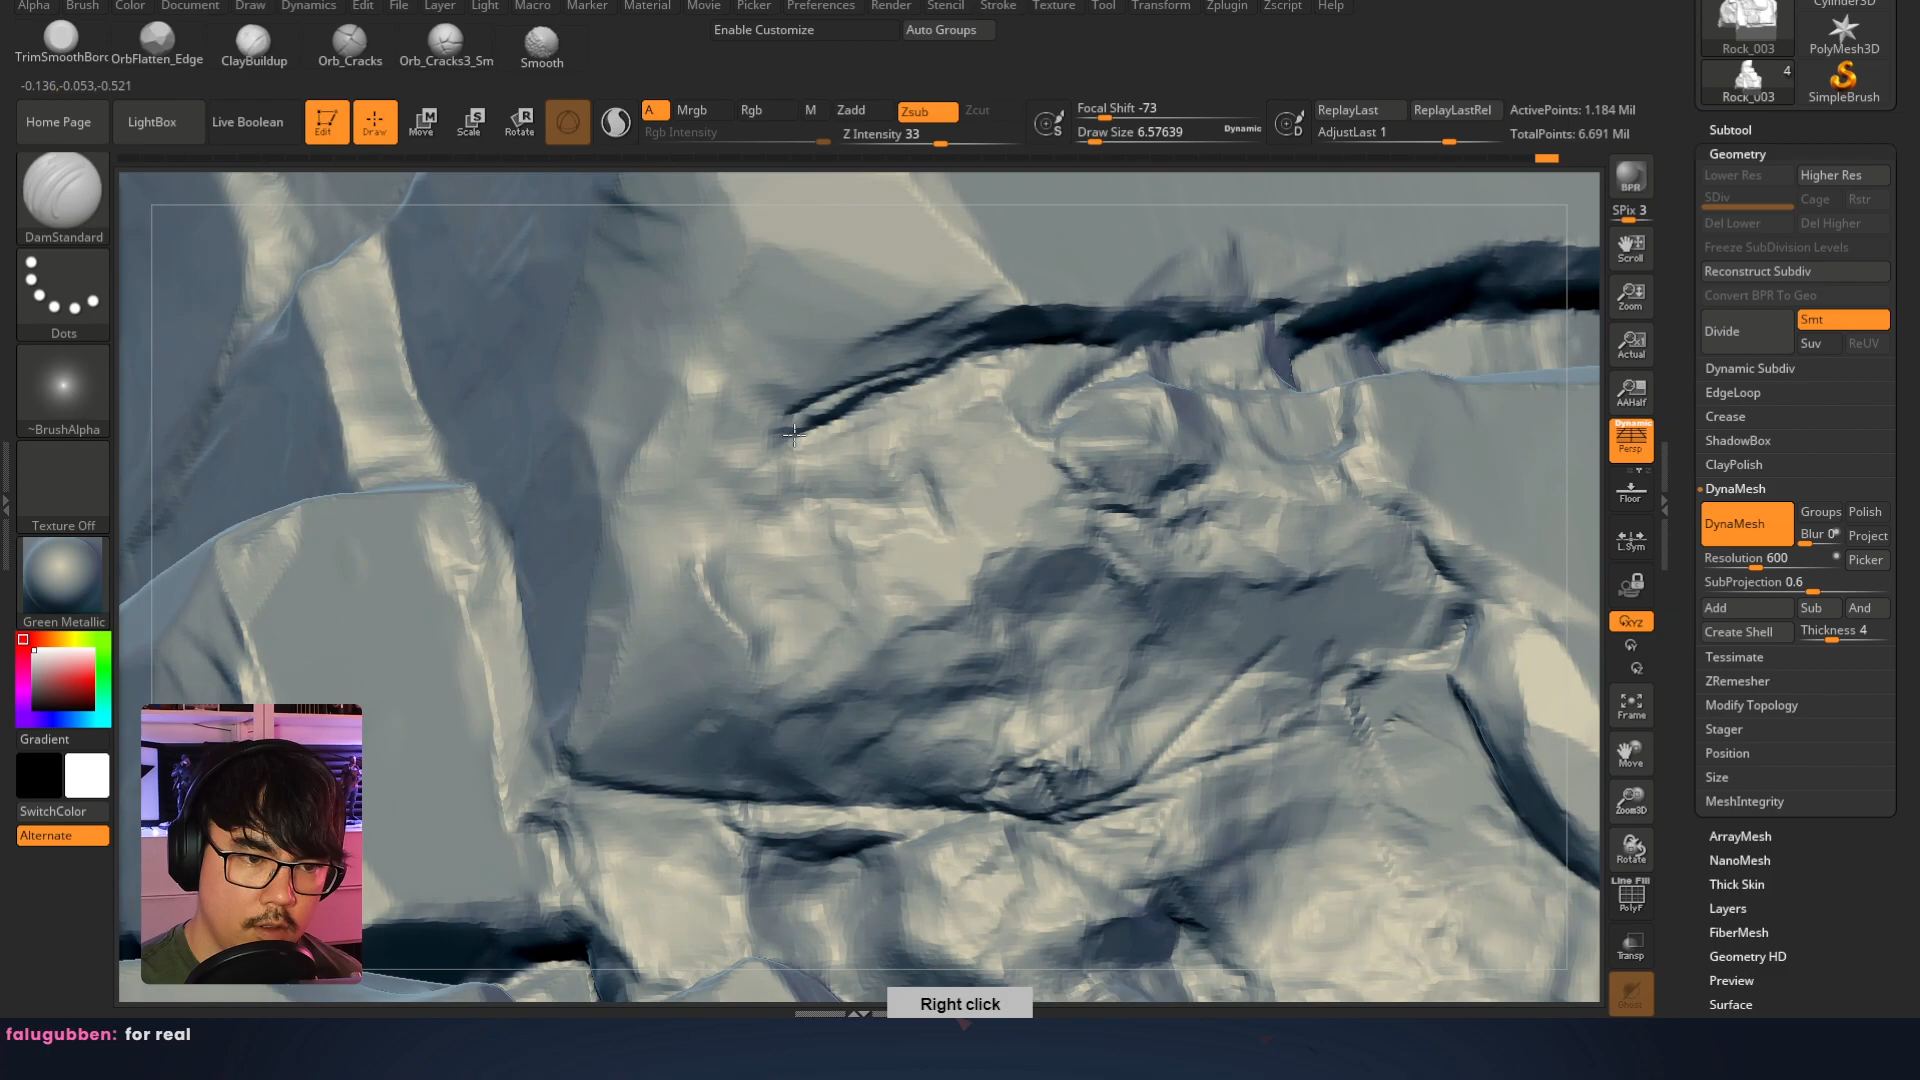 Alpha Brush Color Document Draw Dynamics Edit File Layer Light Macro Marker Material Movie Picker Preferences Render Stencil Stroke Texture Tool Transform Zplugin Zscript Help
Enable Customize
Auto Groups
TrimSmoothBorc
OrbFlatten_Edge
ClayBuildup
Orb_Cracks
Orb_Cracks3_Sm
Smooth
-0.136,-0.053,-0.521
Home Page
LightBox
Live Boolean
Edit
Draw
Move
Scale
Rotate
A
Mrgb
Rgb
M
Zadd
Zsub
Zcut
Rgb Intensity
Z Intensity 33
S
Focal Shift -73
Draw Size 6.57639
Dynamic
D
ReplayLast
ReplayLastRel
AdjustLast 1
ActivePoints: 1.184 Mil
TotalPoints: 6.691 Mil
DamStandard
Dots
~BrushAlpha
Texture Off
Green Metallic
Gradient
SwitchColor
Alternate
BPR
SPix 3
Scroll
Zoom
Actual
AAHalf
Dynamic
Persp
Floor
L.Sym
XYZ
Frame
Move
Zoom3D
Rotate
Line Fill
PolyF
Transp
Ghost
Cylinder3D
Rock_003
PolyMesh3D
4
Rock_003
SimpleBrush
Subtool
Geometry
Lower Res
Higher Res
SDiv
Cage
Rstr
Del Lower
Del Higher
Freeze SubDivision Levels
Reconstruct Subdiv
Convert BPR To Geo
Divide
Smt
Suv
ReUV
Dynamic Subdiv
EdgeLoop
Crease
ShadowBox
ClayPolish
DynaMesh
DynaMesh
Groups
Polish
Blur 0
Project
Resolution 600
Picker
SubProjection 0.6
Add
Sub
And
Create Shell
Thickness 4
Tessimate
ZRemesher
Modify Topology
Stager
Position
Size
MeshIntegrity
ArrayMesh
NanoMesh
Thick Skin
Layers
FiberMesh
Geometry HD
Preview
Surface
Right click
falugubben: for real